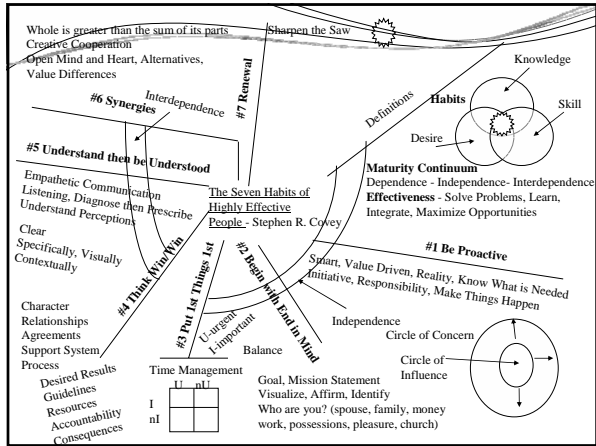 Whole is greater than the sum of its parts
Creative Cooperation
Open Mind and Heart, Alternatives,
Value Differences
Sharpen the Saw
#7 Renewal
#6 Synergies
Interdependence
#5 Understand then be Understood
Empathetic Communication
Listening, Diagnose then Prescribe
Understand Perceptions
Clear
Specifically, Visually
Contextually
#4 Think Win/Win
Character
Relationships
Agreements
Support System
Process
Desired Results
Guidelines
Resources
Accountability
Consequences
The Seven Habits of
Highly Effective
People - Stephen R. Covey
Definitions
Habits
Knowledge
Skill
Desire
Maturity Continuum
Dependence - Independence- Interdependence
Effectiveness - Solve Problems, Learn,
Integrate, Maximize Opportunities
#1 Be Proactive
Smart, Value Driven, Reality, Know What is Needed
Initiative, Responsibility, Make Things Happen
Independence
Circle of Concern
Circle of
Influence
#2 Begin with End in Mind
Goal, Mission Statement
Visualize, Affirm, Identify
Who are you? (spouse, family, money
work, possessions, pleasure, church)
#3 Put 1st Things 1st
U-urgent
I-important
Balance
Time Management
U nU
I
nI